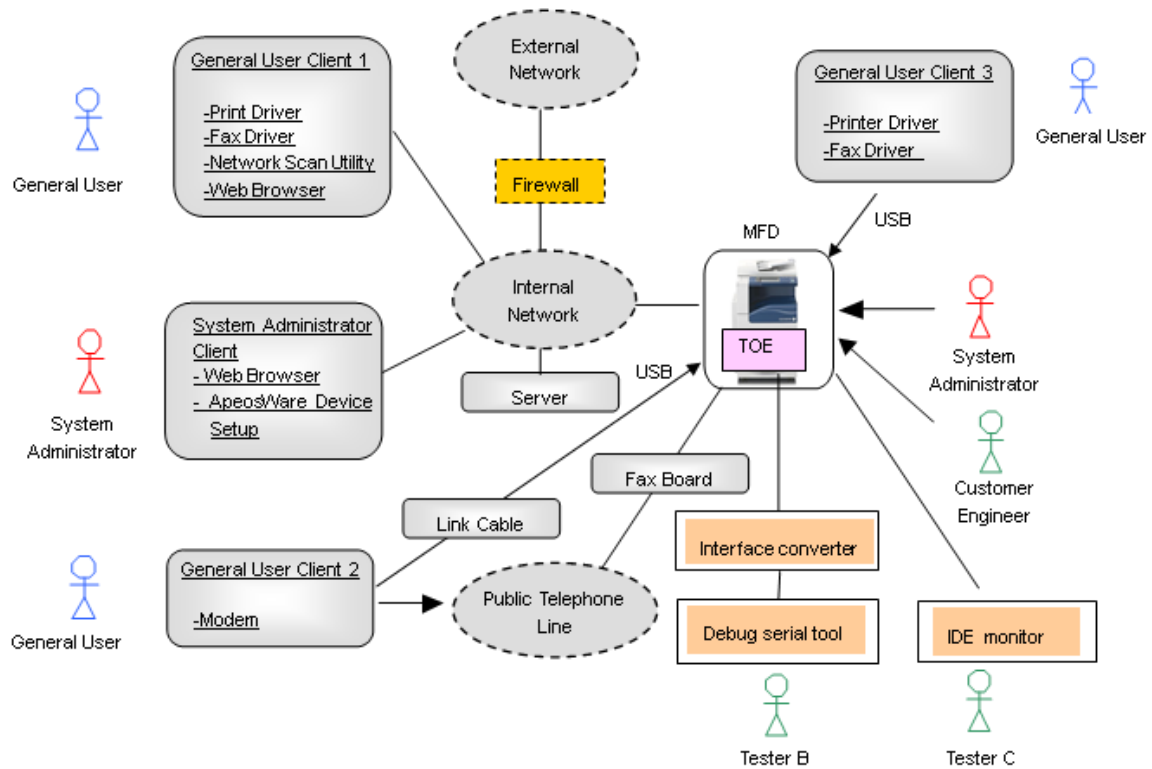 General User Client 1
-Print Driver
-Fax Driver
-Network Scan Utility
-Web Browser
General User
External
Network
Firewall
General User Client 3
-Printer Driver
-Fax Driver
General User
USB
MFD
TOE
Internal
Network
Server
System Administrator
Client
- Web Browser
- ApeosWare Device
Setup
System
Administrator
System
Administrator
Customer
Engineer
USB
Fax Board
Link Cable
General User Client 2
-Modem
General User
Public Telephone
Line
Interface converter
Debug serial tool
IDE monitor
Tester B
Tester C